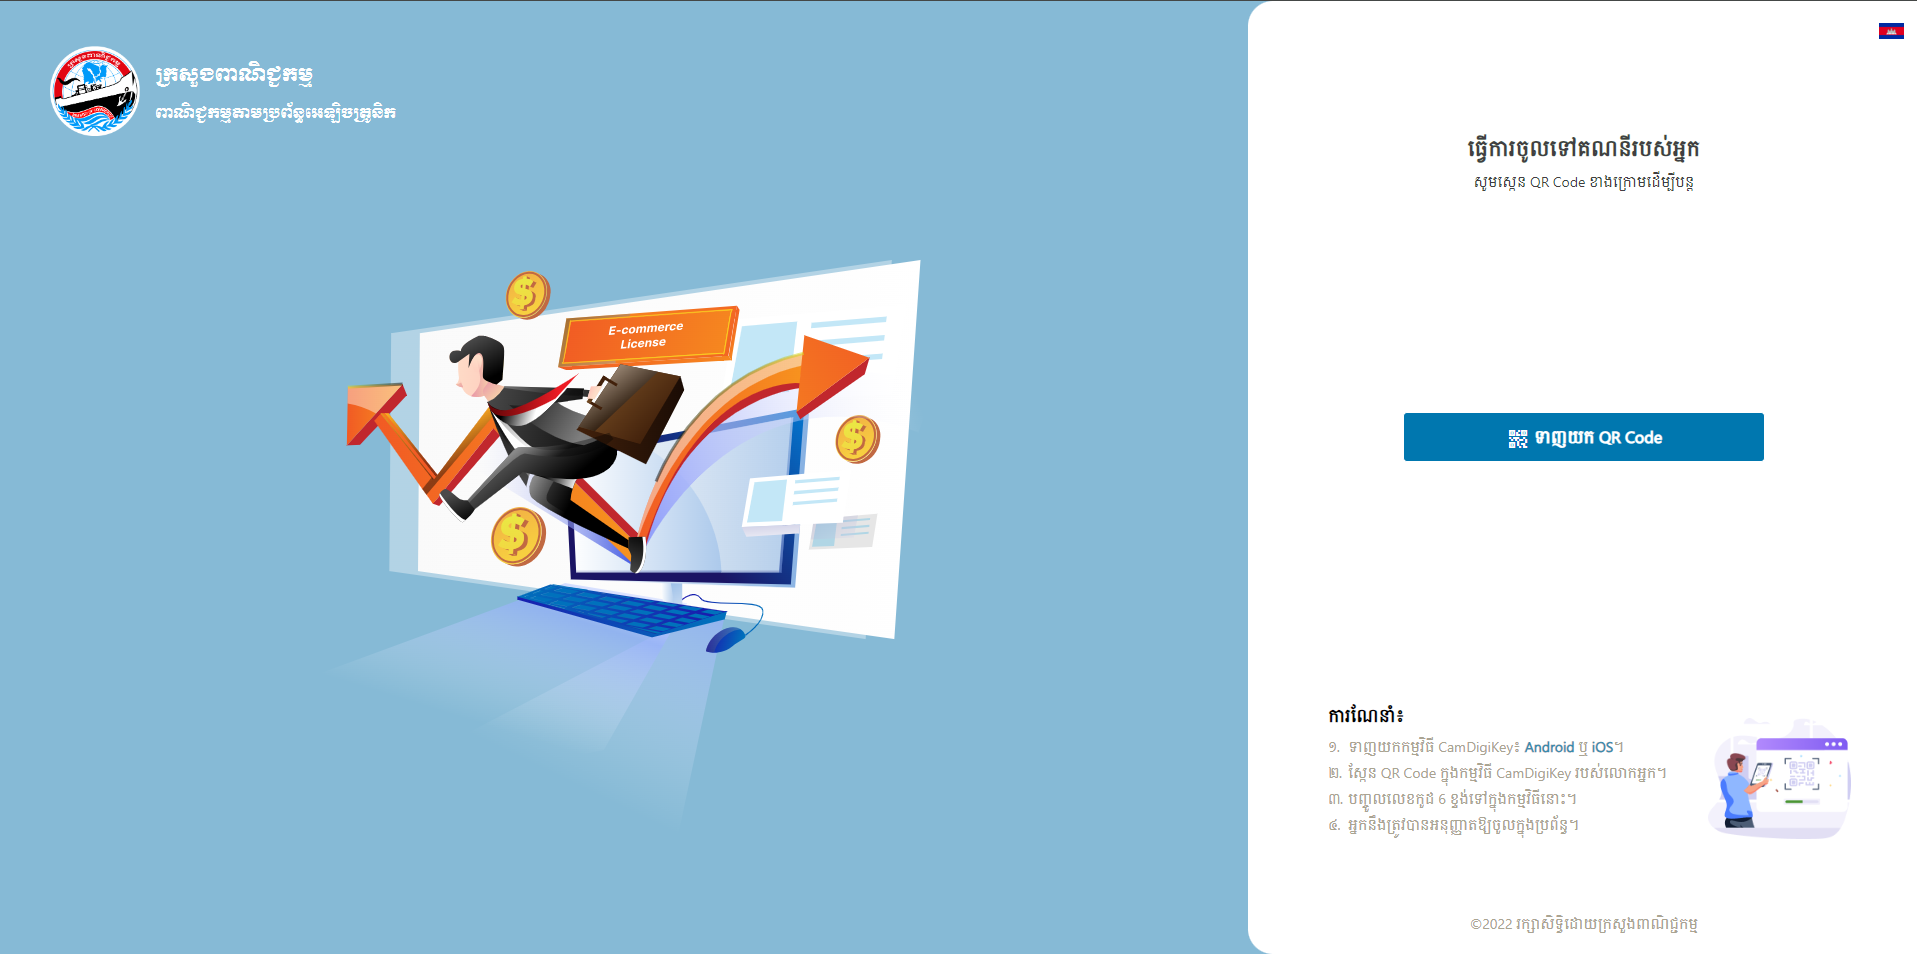 ក្រសួងពាណិជ្ជកម្ម
ពាណិជ្ជកម្មតាមប្រព័ន្ធអេឡិចត្រូនិក
E-commerce
License
ធ្វើការចូលទៅគណនីរបស់អ្នក
សូមស្កេន QR Code ខាងក្រោមដើម្បីបន្ត
ទាញយក QR Code
ការណែនាំ៖
១. ទាញយកកម្មវិធី CamDigiKey៖ Android ឬ iOS។
២. ស្កែន QR Code ក្នុងកម្មវិធី CamDigiKey របស់លោកអ្នក។
៣. បញ្ចូលលេខកូដ 6 ខ្ទង់ទៅក្នុងកម្មវិធីនោះ។
៤. អ្នកនឹងត្រូវបានអនុញ្ញាតឱ្យចូលក្នុងប្រព័ន្ធ។
©2022 រក្សាសិទ្ធិដោយក្រសួងពាណិជ្ជកម្ម